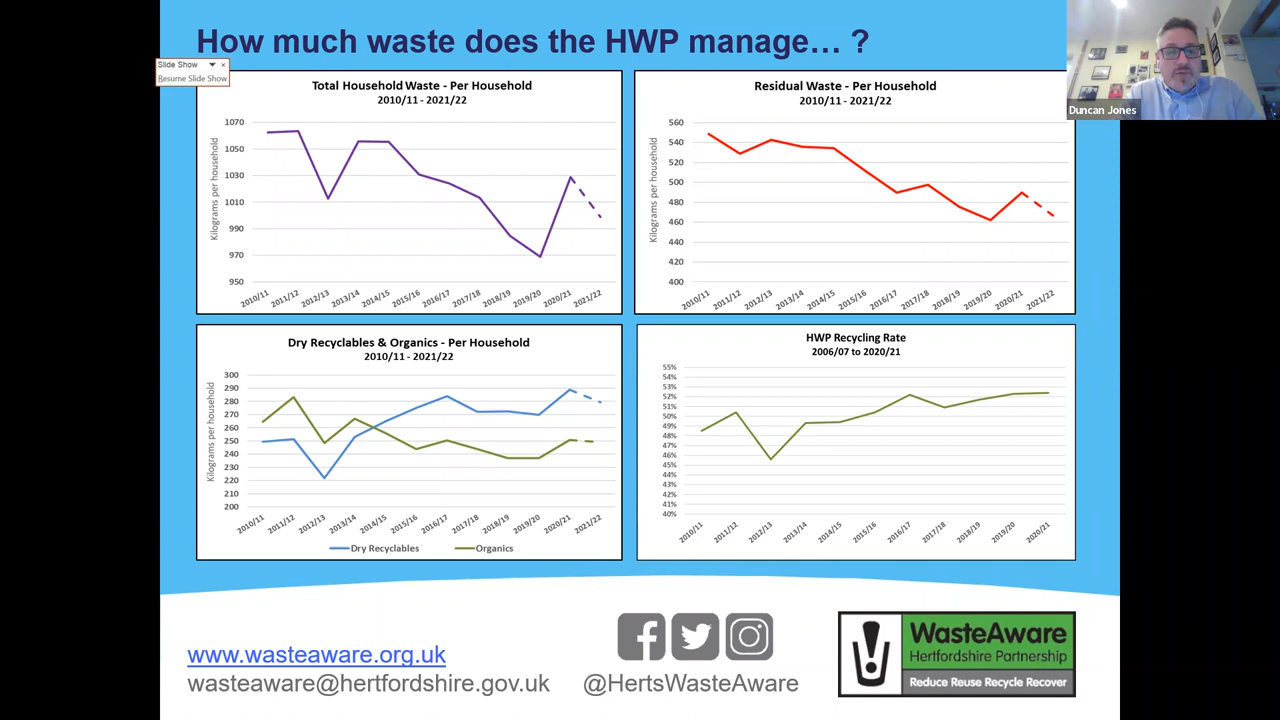 How much waste does the HWP manage… ?
Slide Show
Resume Slide Show
Duncan Jones
Total Household Waste - Per Household
2010/11 - 2021/22
Kilograms per household
1070
1050
1030
1010
990
970
950
2010/11 2011/12 2012/13 2013/14 2014/15 2015/16 2016/17 2017/18 2018/19 2019/20 2020/21 2021/22
Residual Waste - Per Household
2010/11 - 2021/22
Kilograms per household
560
540
520
500
480
460
440
420
400
2010/11 2011/12 2012/13 2013/14 2014/15 2015/16 2016/17 2017/18 2018/19 2019/20 2020/21 2021/22
Dry Recyclables & Organics - Per Household
2010/11 - 2021/22
Kilograms per household
300
290
280
270
260
250
240
230
220
210
200
2010/11 2011/12 2012/13 2013/14 2014/15 2015/16 2016/17 2017/18 2018/19 2019/20 2020/21 2021/22
Dry Recyclables Organics
HWP Recycling Rate
2006/07 to 2020/21
55%
54%
53%
52%
51%
50%
49%
48%
47%
46%
45%
44%
43%
42%
41%
40%
2010/11 2011/12 2012/13 2013/14 2014/15 2015/16 2016/17 2017/18 2018/19 2019/20 2020/21
www.wasteaware.org.uk
wasteaware@hertfordshire.gov.uk
@HertsWasteAware
WasteAware
Hertfordshire Partnership
Reduce Reuse Recycle Recover